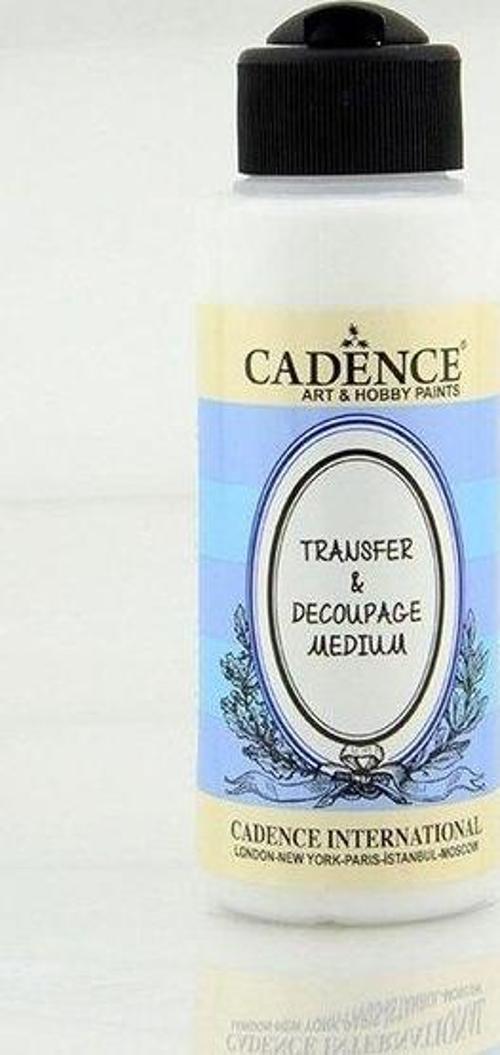 CADENCE®
ART & HOBBY PAINTS
TRANSFER
&
DECOUPAGE
MEDIUM
CADENCE INTERNATIONAL
LONDON-NEW YORK-PARIS-İSTANBUL-MOSCOW